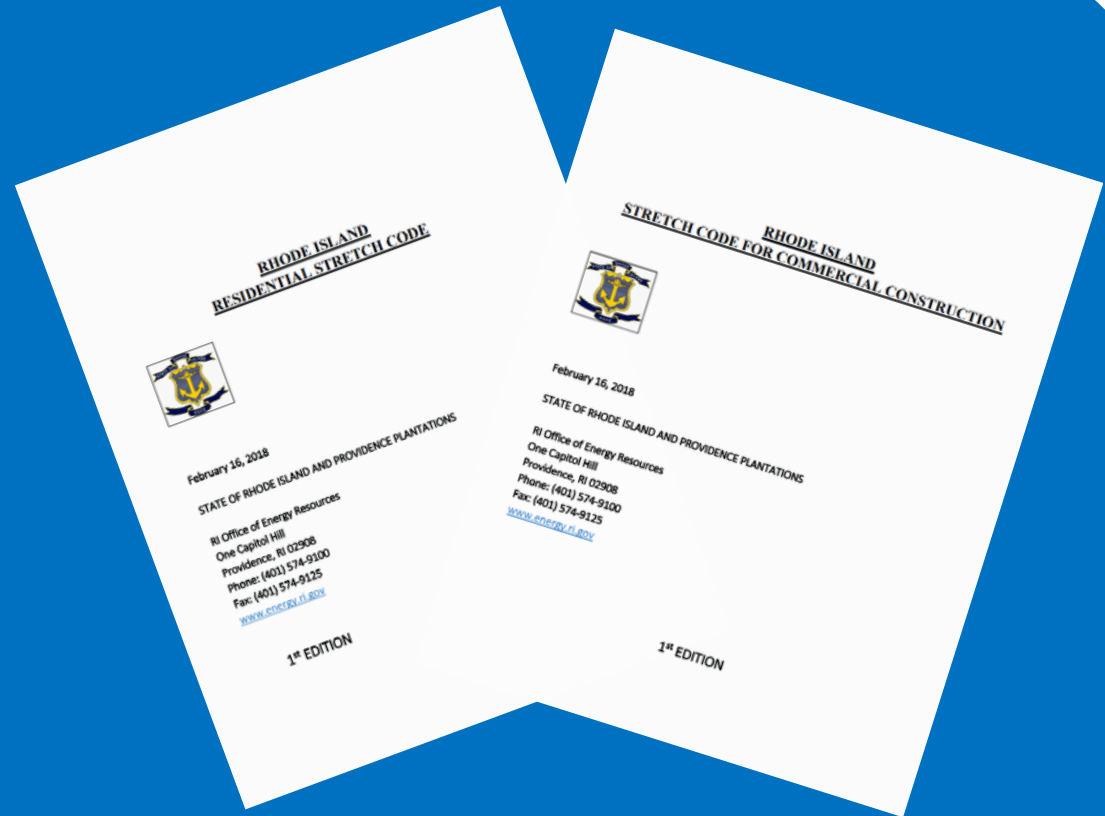 RHODE ISLAND
RESIDENTIAL STRETCH CODE
February 16, 2018
STATE OF RHODE ISLAND AND PROVIDENCE PLANTATIONS
RI Office of Energy Resources
One Capitol Hill
Providence, RI 02908
Phone: (401) 574-9100
Fax: (401) 574-9125
www.energy.ri.gov
1st EDITION
RHODE ISLAND
STRETCH CODE FOR COMMERCIAL CONSTRUCTION
February 16, 2018
STATE OF RHODE ISLAND AND PROVIDENCE PLANTATIONS
RI Office of Energy Resources
One Capitol Hill
Providence, RI 02908
Phone: (401) 574-9100
Fax: (401) 574-9125
www.energy.ri.gov
1st EDITION